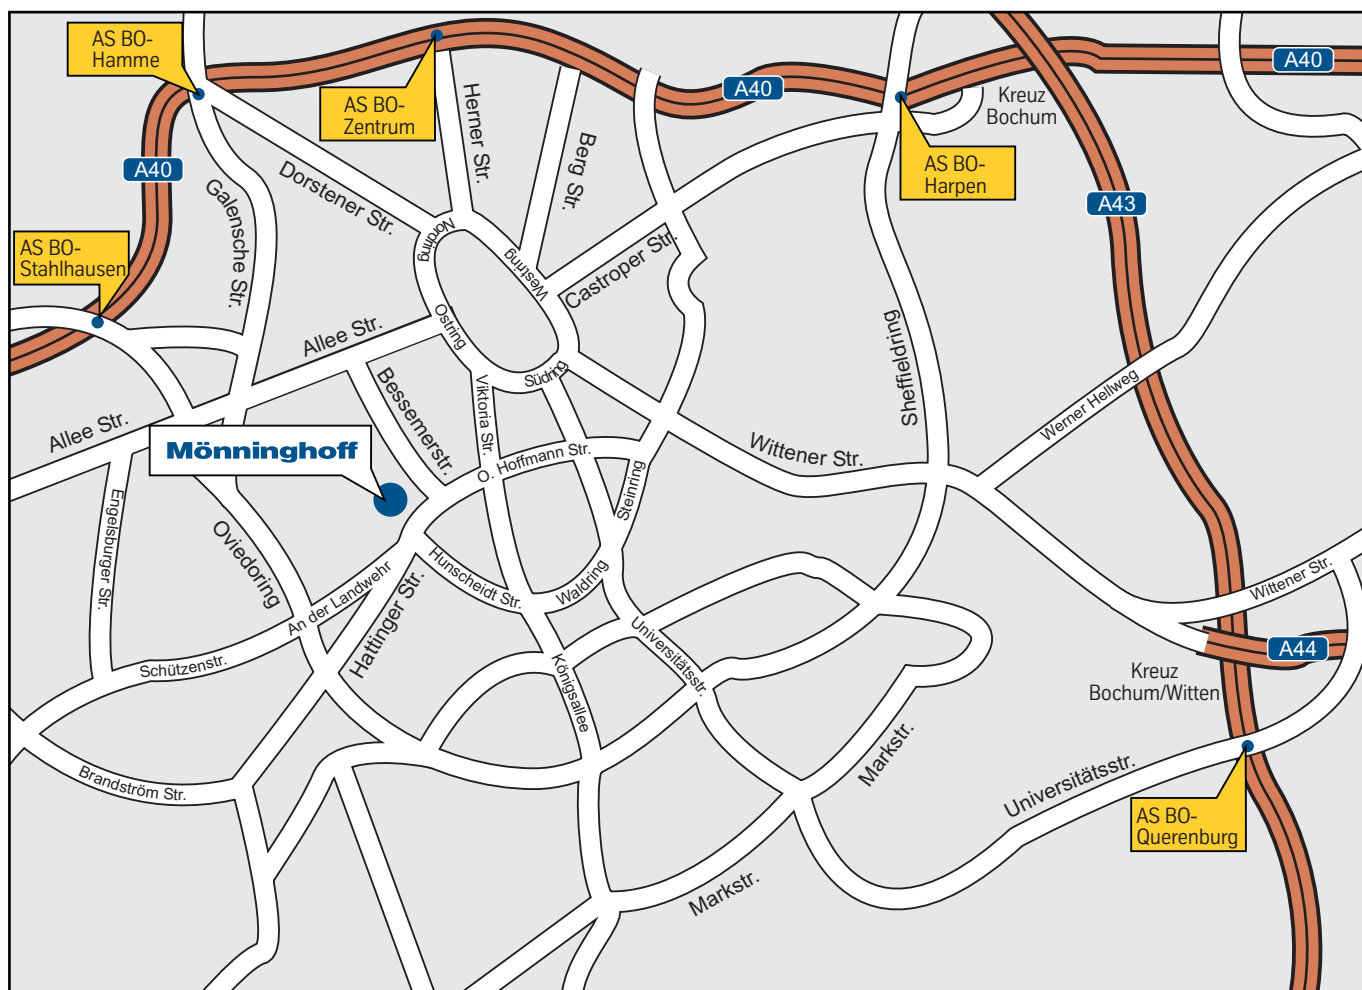 AS BO-
Hamme
AS BO-
Zentrum
A40
A40
Kreuz
Bochum
A40
AS BO-
Harpen
A43
AS BO-
Stahlhausen
Galensche Str.
Dorstener Str.
Herner Str.
Berg Str.
Nordring
Westring
Castroper Str.
Ostring
Südring
Allee Str.
Allee Str.
Bessemerstr.
Viktoria Str.
Mönninghoff
O. Hoffmann Str.
Steinring
Wittener Str.
Sheffieldring
Werner Hellweg
Engelsburger Str.
Oviedoring
An der Landwehr
Hunscheidt Str.
Waldring
Hattinger Str.
Schützenstr.
Königsallee
Universitätsstr.
Wittener Str.
A44
Kreuz
Bochum/Witten
Brandström Str.
Markstr.
Universitätsstr.
AS BO-
Querenburg
Markstr.